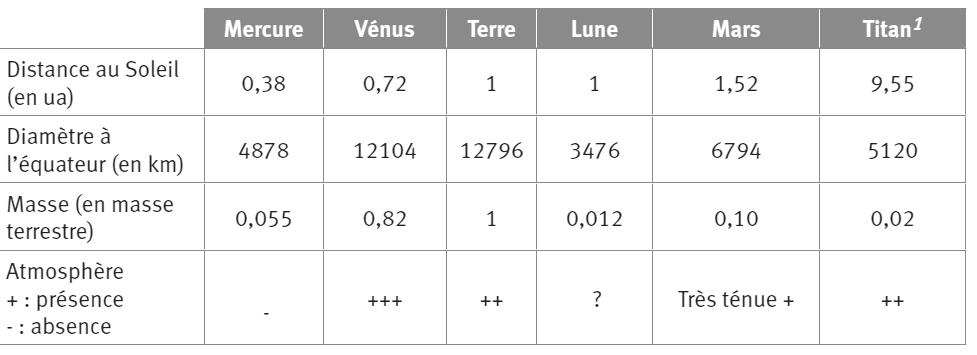 Mercure Vénus Terre Lune Mars Titan1
Distance au Soleil
(en ua) 0,38 0,72 1 1 1,52 9,55
Diamètre à
l'équateur (en km) 4878 12104 12796 3476 6794 5120
Masse (en masse
terrestre) 0,055 0,82 1 0,012 0,10 0,02
Atmosphère
+ : présence - +++ ++ ? Très ténue + ++
- : absence